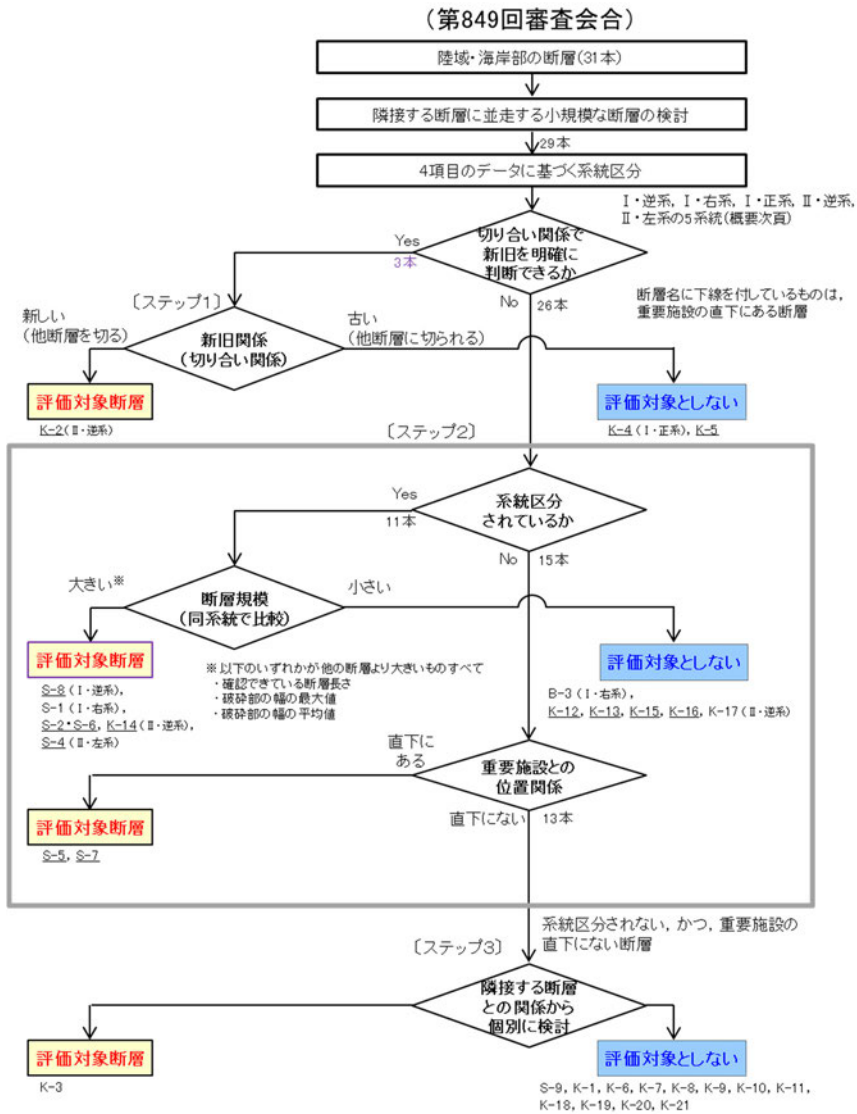 （第849回審査会合）
陸域・海岸部の断層(31本)
隣接する断層に並走する小規模な断層の検討
29本
4項目のデータに基づく系統区分
Ⅰ・逆系, Ⅰ・右系, Ⅰ・正系, Ⅱ・逆系,
Ⅱ・左系の5系統(概要次頁)
切り合い関係で
新旧を明確に
判断できるか
Yes
3本
No
26本
断層名に下線を付しているものは,
重要施設の直下にある断層
〔ステップ1〕
新しい
(他断層を切る)
新旧関係
(切り合い関係)
古い
(他断層に切られる)
評価対象断層
K-2(Ⅱ・逆系)
評価対象としない
K-4(Ⅰ・正系), K-5
〔ステップ2〕
系統区分
されているか
Yes
11本
No
15本
大きい※
断層規模
(同系統で比較)
小さい
評価対象断層
S-8(Ⅰ・逆系),
S-1(Ⅰ・右系),
S-2・S-6, K-14(Ⅱ・逆系),
S-4(Ⅱ・左系)
※以下のいずれかが他の断層より大きいものすべて
・確認できている断層長さ
・破砕部の幅の最大値
・破砕部の幅の平均値
評価対象としない
B-3(Ⅰ・右系),
K-12, K-13, K-15, K-16, K-17(Ⅱ・逆系)
直下に
ある
重要施設との
位置関係
直下にない
13本
評価対象断層
S-5, S-7
系統区分されない, かつ, 重要施設の
直下にない断層
〔ステップ3〕
隣接する断層
との関係から
個別に検討
評価対象断層
K-3
評価対象としない
S-9, K-1, K-6, K-7, K-8, K-9, K-10, K-11,
K-18, K-19, K-20, K-21